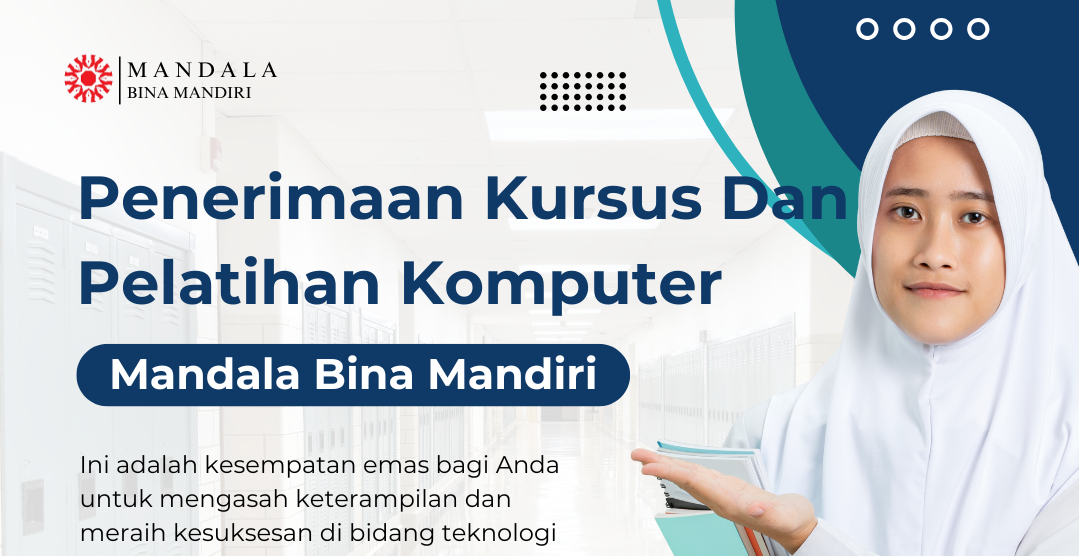 MANDALA
BINA MANDIRI
Penerimaan Kursus Dan
Pelatihan Komputer
Mandala Bina Mandiri
Ini adalah kesempatan emas bagi Anda
untuk mengasah keterampilan dan
meraih kesuksesan di bidang teknologi